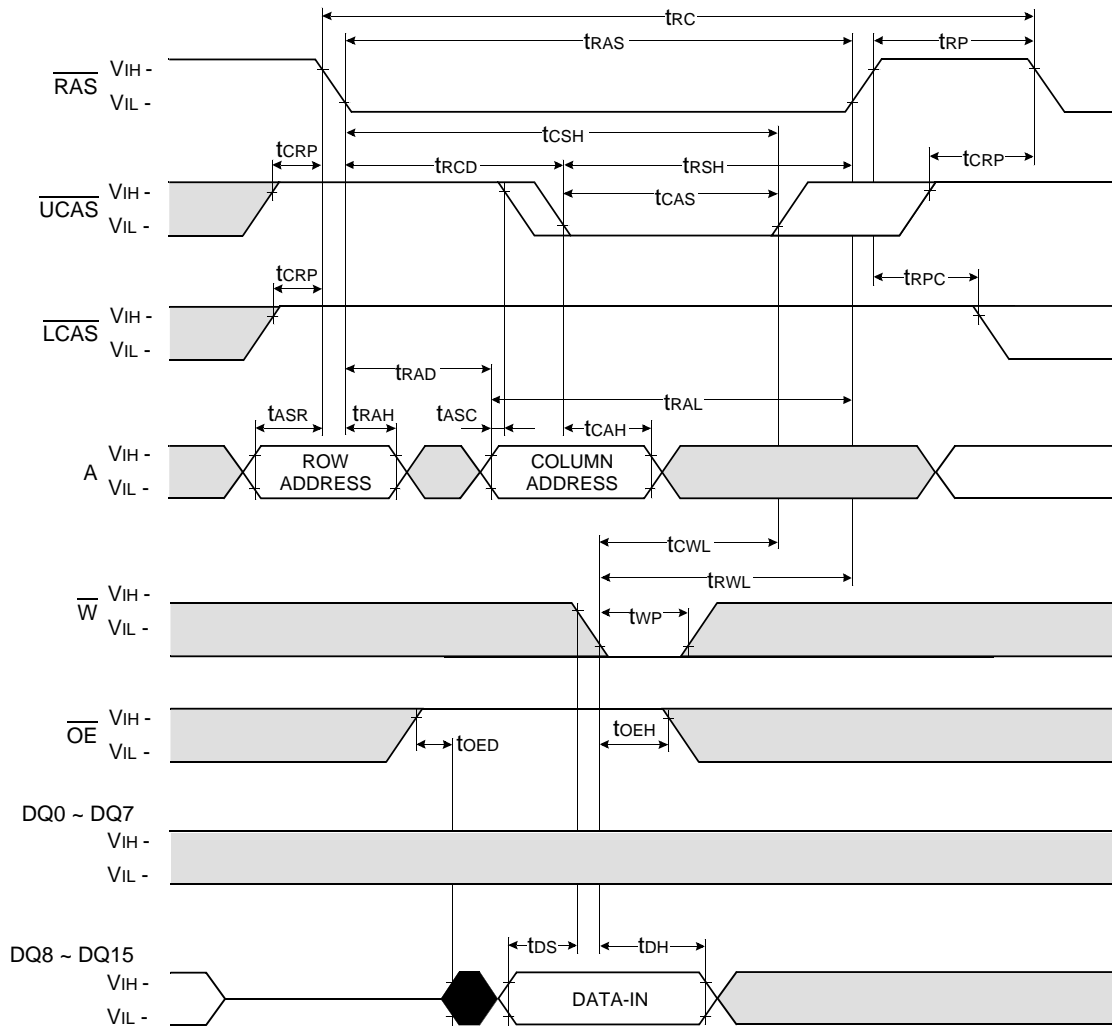 tRC
tRAS
tRP
RAS
VIH -
VIL -
tCSH
tCRP
tRCD
tRSH
tCRP
UCAS
VIH -
VIL -
tCAS
tCRP
tRPC
LCAS
VIH -
VIL -
tRAD
tRAL
tASR
tRAH
tASC
tCAH
A
VIH -
VIL -
ROW
ADDRESS
COLUMN
ADDRESS
tCWL
tRWL
W
VIH -
VIL -
tWP
OE
VIH -
VIL -
tOED
tOEH
DQ0 ~ DQ7
VIH -
VIL -
DQ8 ~ DQ15
VIH -
VIL -
tDS
tDH
DATA-IN